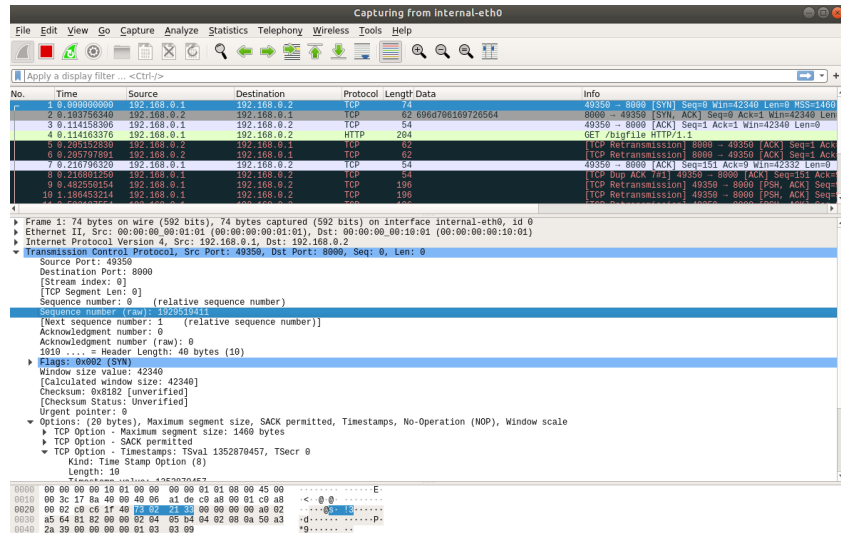 Capturing from internal-eth0
File Edit View Go Capture Analyze Statistics Telephony Wireless Tools Help
Apply a display filter ... <Ctrl-/>
No. Time Source Destination Protocol Length Data Info
1 0.000000000 192.168.0.1 192.168.0.2 TCP 74 49350 → 8000 [SYN] Seq=0 Win=42340 Len=0 MSS=1460
2 0.103756340 192.168.0.2 192.168.0.1 TCP 62 696d706169726564 8000 → 49350 [SYN, ACK] Seq=0 Ack=1 Win=42340 Len
3 0.114158306 192.168.0.1 192.168.0.2 TCP 54 49350 → 8000 [ACK] Seq=1 Ack=1 Win=42340 Len=0
4 0.114163376 192.168.0.1 192.168.0.2 HTTP 204 GET /bigfile HTTP/1.1
5 0.205152830 192.168.0.2 192.168.0.1 TCP 62 [TCP Retransmission] 8000 → 49350 [ACK] Seq=1 Ack
6 0.205797891 192.168.0.2 192.168.0.1 TCP 62 [TCP Retransmission] 8000 → 49350 [ACK] Seq=1 Ack
7 0.216796320 192.168.0.1 192.168.0.2 TCP 54 49350 → 8000 [ACK] Seq=151 Ack=9 Win=42332 Len=0
8 0.216801250 192.168.0.1 192.168.0.2 TCP 54 [TCP Dup ACK 7#1] 49350 → 8000 [ACK] Seq=151 Ack=
9 0.482550154 192.168.0.1 192.168.0.2 TCP 196 [TCP Retransmission] 49350 → 8000 [PSH, ACK] Seq=
10 1.186453214 192.168.0.1 192.168.0.2 TCP 196 [TCP Retransmission] 49350 → 8000 [PSH, ACK] Seq=
Frame 1: 74 bytes on wire (592 bits), 74 bytes captured (592 bits) on interface internal-eth0, id 0
Ethernet II, Src: 00:00:00_00:01:01 (00:00:00:00:01:01), Dst: 00:00:00_00:10:01 (00:00:00:00:10:01)
Internet Protocol Version 4, Src: 192.168.0.1, Dst: 192.168.0.2
Transmission Control Protocol, Src Port: 49350, Dst Port: 8000, Seq: 0, Len: 0
Source Port: 49350
Destination Port: 8000
[Stream index: 0]
[TCP Segment Len: 0]
Sequence number: 0 (relative sequence number)
Sequence number (raw): 1929519411
[Next sequence number: 1 (relative sequence number)]
Acknowledgment number: 0
Acknowledgment number (raw): 0
1010 .... = Header Length: 40 bytes (10)
Flags: 0x002 (SYN)
Window size value: 42340
[Calculated window size: 42340]
Checksum: 0x8182 [unverified]
[Checksum Status: Unverified]
Urgent pointer: 0
Options: (20 bytes), Maximum segment size, SACK permitted, Timestamps, No-Operation (NOP), Window scale
TCP Option - Maximum segment size: 1460 bytes
TCP Option - SACK permitted
TCP Option - Timestamps: TSval 1352870457, TSecr 0
Kind: Time Stamp Option (8)
Length: 10
Timestamp value: 1352870457
0000 00 00 00 00 10 01 00 00 00 00 01 01 08 00 45 00 ··············E·
0010 00 3c 17 8a 40 00 40 06 a1 de c0 a8 00 01 c0 a8 ·<··@·@·········
0020 00 02 c0 c6 1f 40 73 02 21 33 00 00 00 00 a0 02 ·····@s·!3······
0030 a5 64 81 82 00 00 02 04 05 b4 04 02 08 0a 50 a3 ·d············P·
0040 2a 39 00 00 00 00 01 03 03 09 *9········